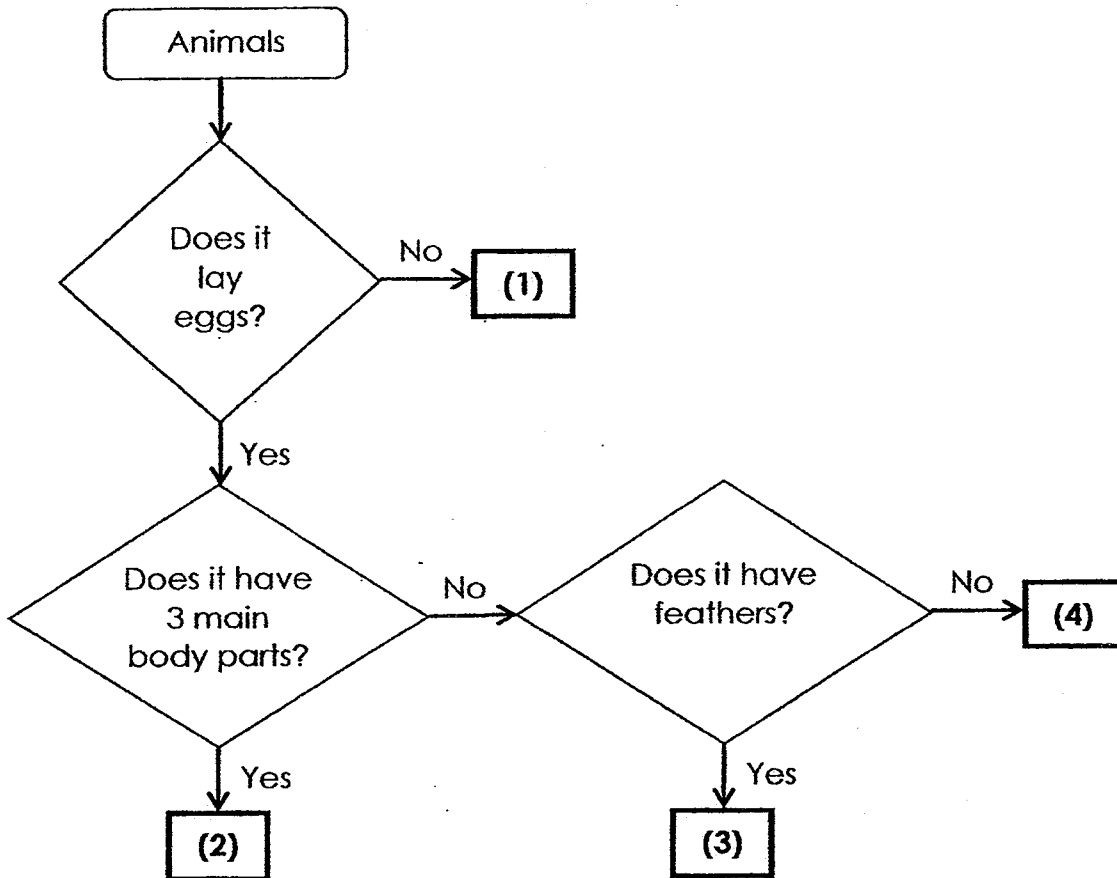 Animals
Does it
lay
eggs?
No
(1)
Yes
Does it have
3 main
body parts?
No
Does it have
feathers?
No
(4)
Yes
(2)
Yes
(3)